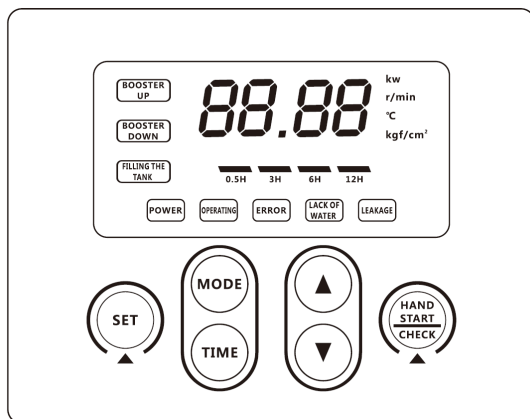 BOOSTER
UP
BOOSTER
DOWN
FILLING THE
TANK
88.88
kw
r/min
℃
kgf/cm²
0.5H 3H 6H 12H
POWER OPERATING ERROR LACK OF
WATER LEAKAGE
SET
MODE
TIME
▲
▼
HAND
START
CHECK